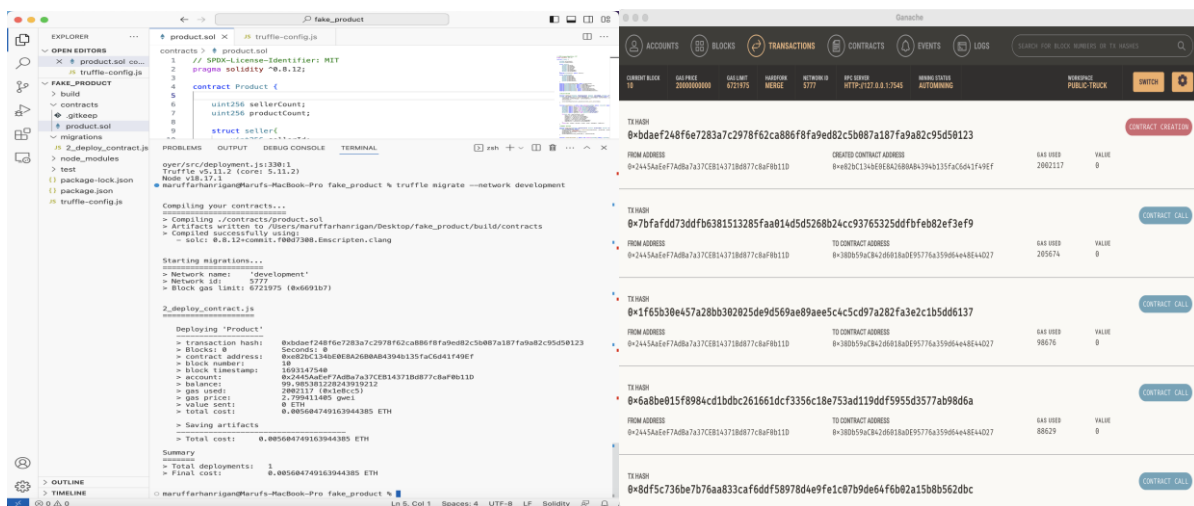 fake_product
EXPLORER
OPEN EDITORS
product.sol co...
truffle-config.js
FAKE_PRODUCT
build
contracts
.gitkeep
product.sol
migrations
2_deploy_contract.js
node_modules
test
package-lock.json
package.json
truffle-config.js
OUTLINE
TIMELINE
product.sol
truffle-config.js
contracts > product.sol
1 // SPDX-License-Identifier: MIT
2 pragma solidity ^0.8.12;
3
4 contract Product {
5
6 uint256 sellerCount;
7 uint256 productCount;
8
9 struct seller{
PROBLEMS OUTPUT DEBUG CONSOLE TERMINAL
zsh
oyer/src/deployment.js:330:1
Truffle v5.11.2 (core: 5.11.2)
Node v18.17.1
maruffarhanrigan@Marufs-MacBook-Pro fake_product % truffle migrate --network development
Compiling your contracts...
===========================
> Compiling ./contracts/product.sol
> Artifacts written to /Users/maruffarhanrigan/Desktop/fake_product/build/contracts
> Compiled successfully using:
- solc: 0.8.12+commit.f00d7308.Emscripten.clang
Starting migrations...
======================
> Network name: 'development'
> Network id: 5777
> Block gas limit: 6721975 (0x6691b7)
2_deploy_contract.js
====================
Deploying 'Product'
-------------------
> transaction hash: 0xbdaef248f6e7283a7c2978f62ca886f8fa9ed82c5b087a187fa9a82c95d50123
> Blocks: 0 Seconds: 0
> contract address: 0xe82bC134bE0E8A26B0AB4394b135faC6d41f49Ef
> block number: 10
> block timestamp: 1693147540
> account: 0x2445AaEeF7AdBa7a37CEB14371Bd877c8aF0b11D
> balance: 99.985381228243919212
> gas used: 2002117 (0x1e8cc5)
> gas price: 2.799411405 gwei
> value sent: 0 ETH
> total cost: 0.005604749163944385 ETH
> Saving artifacts
-------------------------------------
> Total cost: 0.005604749163944385 ETH
Summary
=======
> Total deployments: 1
> Final cost: 0.005604749163944385 ETH
maruffarhanrigan@Marufs-MacBook-Pro fake_product %
0 0 Ln 5, Col 1 Spaces: 4 UTF-8 LF Solidity
Ganache
ACCOUNTS BLOCKS TRANSACTIONS CONTRACTS EVENTS LOGS SEARCH FOR BLOCK NUMBERS OR TX HASHES
CURRENT BLOCK GAS PRICE GAS LIMIT HARDFORK NETWORK ID RPC SERVER MINING STATUS WORKSPACE
10 20000000000 6721975 MERGE 5777 HTTP://127.0.0.1:7545 AUTOMINING PUBLIC-TRUCK SWITCH
TX HASH
0xbdaef248f6e7283a7c2978f62ca886f8fa9ed82c5b087a187fa9a82c95d50123
CONTRACT CREATION
FROM ADDRESS CREATED CONTRACT ADDRESS GAS USED VALUE
0×2445AaEeF7AdBa7a37CEB14371Bd877c8aF0b11D 0×e82bC134bE0E8A26B0AB4394b135faC6d41f49Ef 2002117 0
TX HASH
0×7bfafdd73ddfb6381513285faa014d5d5268b24cc93765325ddfbfeb82ef3ef9
CONTRACT CALL
FROM ADDRESS TO CONTRACT ADDRESS GAS USED VALUE
0×2445AaEeF7AdBa7a37CEB14371Bd877c8aF0b11D 0×38Db59aCB42d6018aDE95776a359d64e48E44D27 205674 0
TX HASH
0×1f65b30e457a28bb302025de9d569ae89aee5c4c5cd97a282fa3e2c1b5dd6137
CONTRACT CALL
FROM ADDRESS TO CONTRACT ADDRESS GAS USED VALUE
0×2445AaEeF7AdBa7a37CEB14371Bd877c8aF0b11D 0×38Db59aCB42d6018aDE95776a359d64e48E44D27 98676 0
TX HASH
0×6a8be015f8984cd1bdbc261661dcf3356c18e753ad119ddf5955d3577ab98d6a
CONTRACT CALL
FROM ADDRESS TO CONTRACT ADDRESS GAS USED VALUE
0×2445AaEeF7AdBa7a37CEB14371Bd877c8aF0b11D 0×38Db59aCB42d6018aDE95776a359d64e48E44D27 88629 0
TX HASH
0×8df5c736be7b76aa833caf6ddf58978d4e9fe1c07b9de64f6b02a15b8b562dbc
CONTRACT CALL